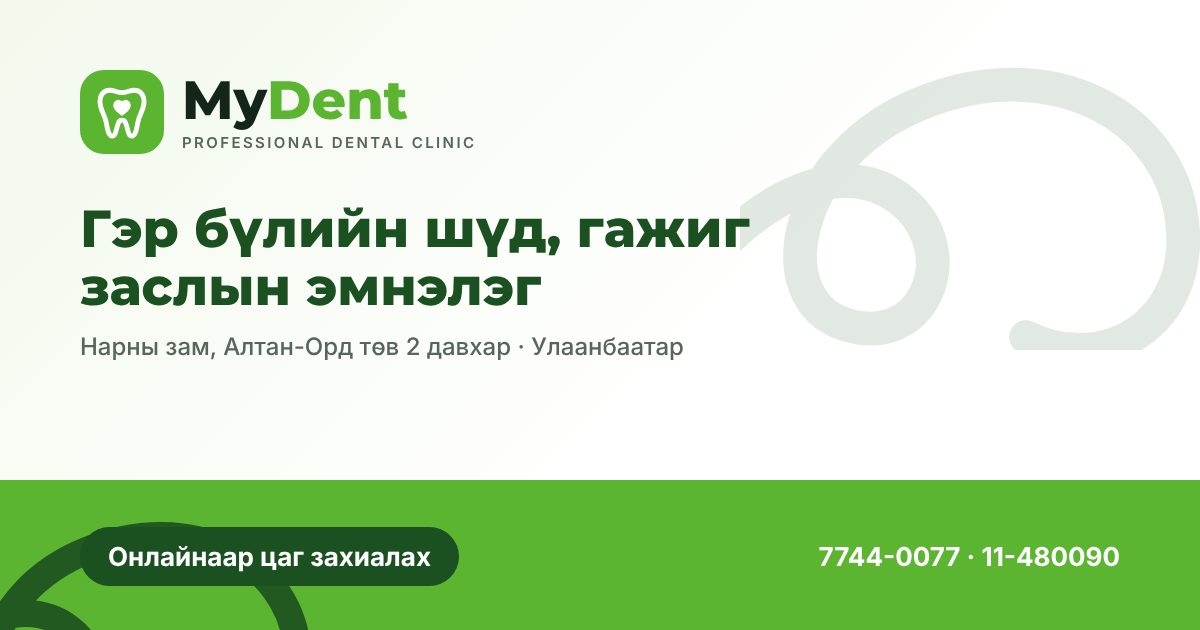 MyDent
PROFESSIONAL DENTAL CLINIC
Гэр бүлийн шүд, гажиг
заслын эмнэлэг
Нарны зам, Алтан-Орд төв 2 давхар · Улаанбаатар
Онлайнаар цаг захиалах
7744-0077 · 11-480090